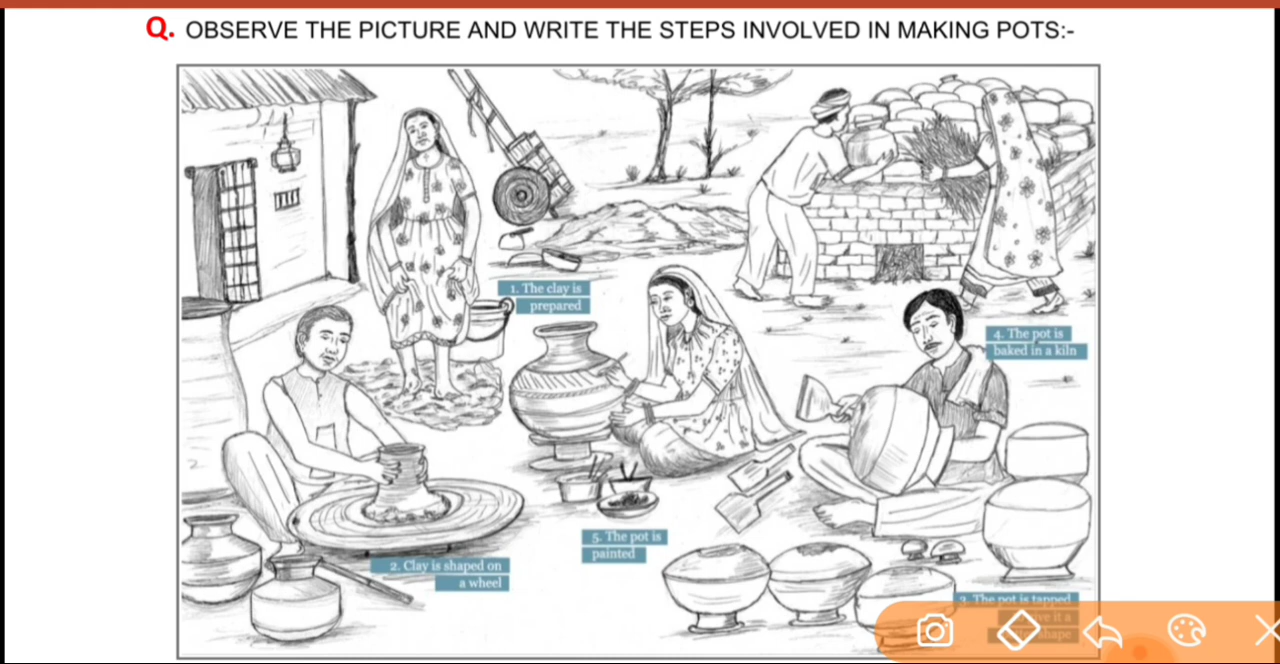 Q. OBSERVE THE PICTURE AND WRITE THE STEPS INVOLVED IN MAKING POTS:-
1. The clay is
prepared
4. The pot is
baked in a kiln
5. The pot is
painted
2. Clay is shaped on
a wheel
3. The pot is tapped
it a
shape